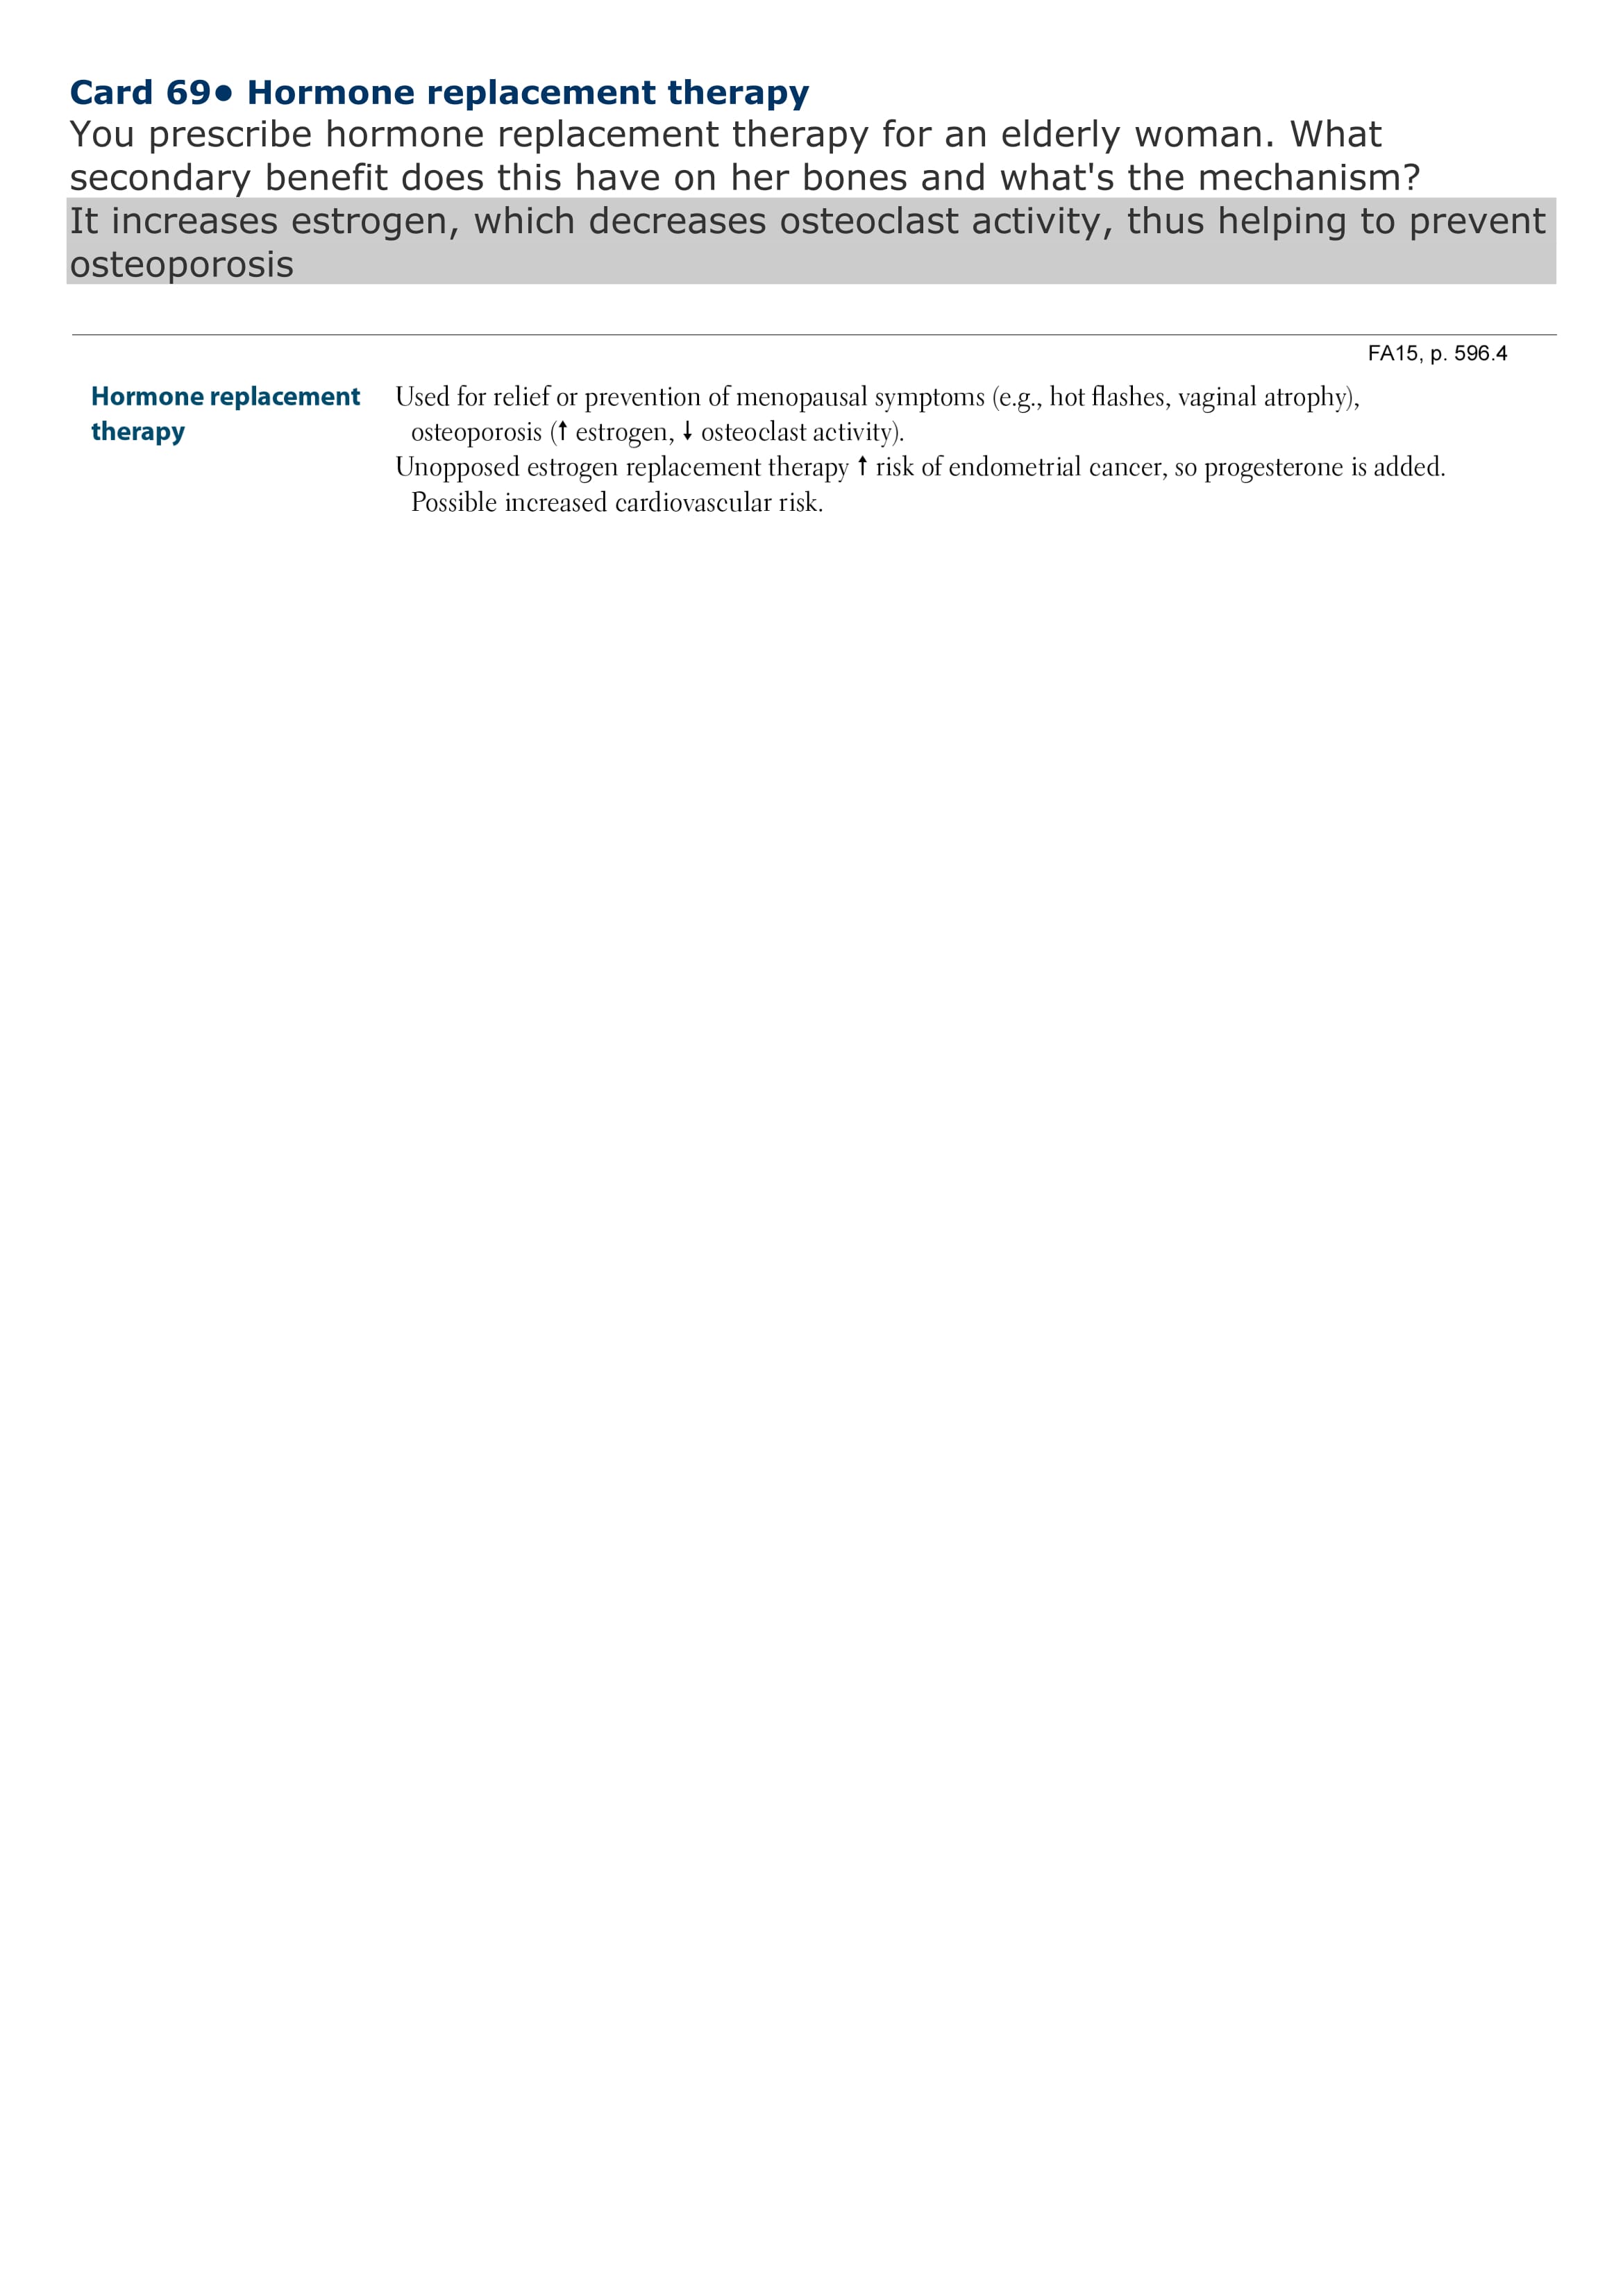 Card 69• Hormone replacement therapy
You prescribe hormone replacement therapy for an elderly woman. What
secondary benefit does this have on her bones and what's the mechanism?
It increases estrogen, which decreases osteoclast activity, thus helping to prevent
osteoporosis
FA15, p. 596.4
Hormone replacement
therapy
Used for relief or prevention of menopausal symptoms (e.g., hot flashes, vaginal atrophy),
osteoporosis (↑ estrogen, ↓ osteoclast activity).
Unopposed estrogen replacement therapy ↑ risk of endometrial cancer, so progesterone is added.
Possible increased cardiovascular risk.